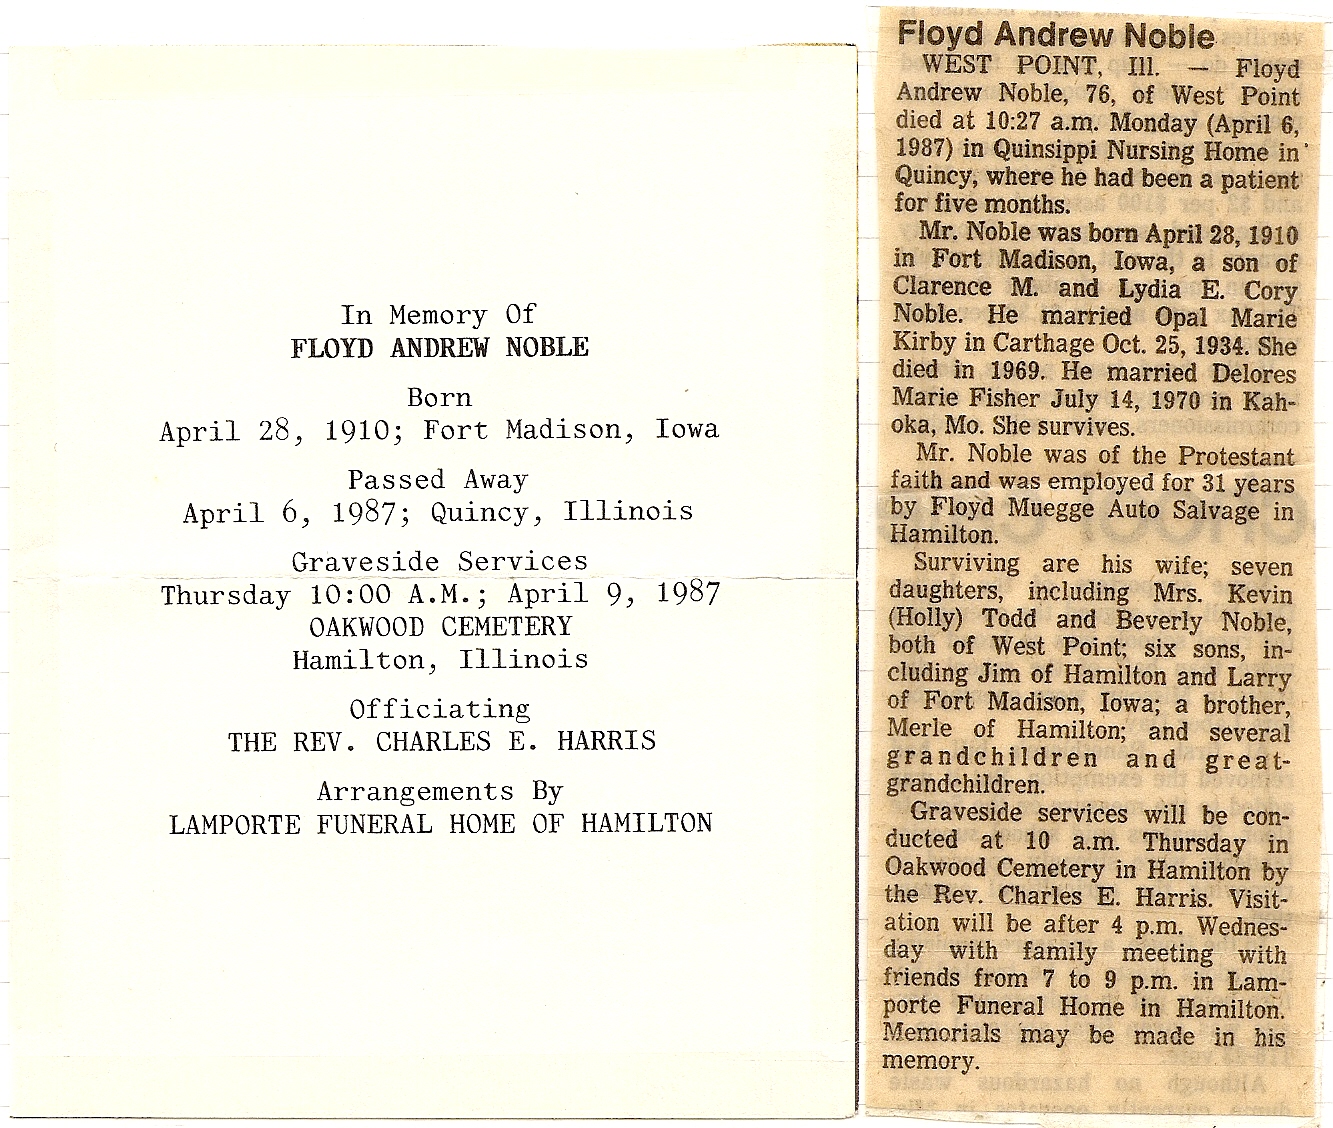 In Memory Of
FLOYD ANDREW NOBLE
Born
April 28, 1910; Fort Madison, Iowa
Passed Away
April 6, 1987; Quincy, Illinois
Graveside Services
Thursday 10:00 A.M.; April 9, 1987
OAKWOOD CEMETERY
Hamilton, Illinois
Officiating
THE REV. CHARLES E. HARRIS
Arrangements By
LAMPORTE FUNERAL HOME OF HAMILTON
Floyd Andrew Noble
WEST POINT, Ill. — Floyd
Andrew Noble, 76, of West Point
died at 10:27 a.m. Monday (April 6,
1987) in Quinsippi Nursing Home in
Quincy, where he had been a patient
for five months.
Mr. Noble was born April 28, 1910
in Fort Madison, Iowa, a son of
Clarence M. and Lydia E. Cory
Noble. He married Opal Marie
Kirby in Carthage Oct. 25, 1934. She
died in 1969. He married Delores
Marie Fisher July 14, 1970 in Kah-
oka, Mo. She survives.
Mr. Noble was of the Protestant
faith and was employed for 31 years
by Floyd Muegge Auto Salvage in
Hamilton.
Surviving are his wife; seven
daughters, including Mrs. Kevin
(Holly) Todd and Beverly Noble,
both of West Point; six sons, in-
cluding Jim of Hamilton and Larry
of Fort Madison, Iowa; a brother,
Merle of Hamilton; and several
grandchildren and great-
grandchildren.
Graveside services will be con-
ducted at 10 a.m. Thursday in
Oakwood Cemetery in Hamilton by
the Rev. Charles E. Harris. Visit-
ation will be after 4 p.m. Wednes-
day with family meeting with
friends from 7 to 9 p.m. in Lam-
porte Funeral Home in Hamilton.
Memorials may be made in his
memory.